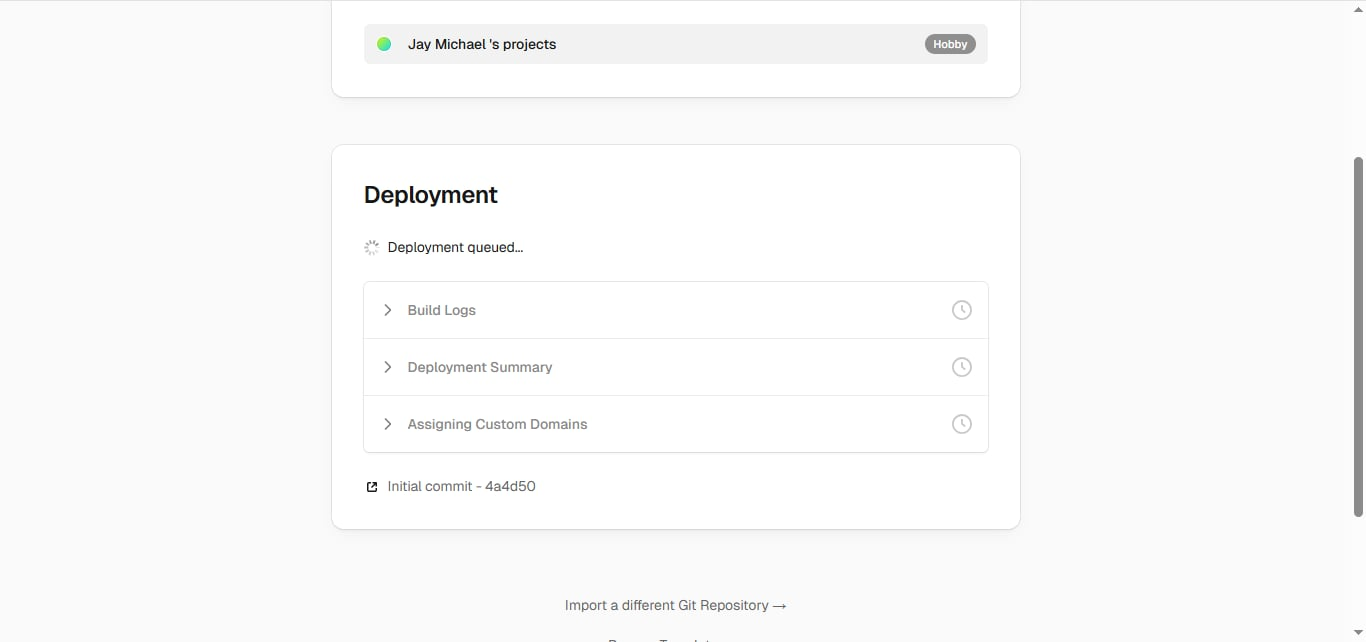 Jay Michael 's projects
Hobby
Deployment
Deployment queued...
Build Logs
Deployment Summary
Assigning Custom Domains
Initial commit - 4a4d50
Import a different Git Repository →